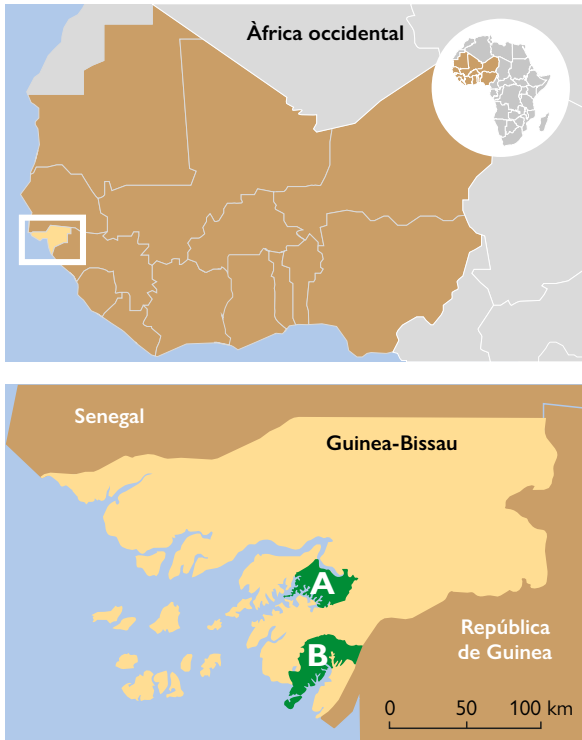 Àfrica occidental
Senegal
Guinea-Bissau
A
B
República
de Guinea
0 50 100 km